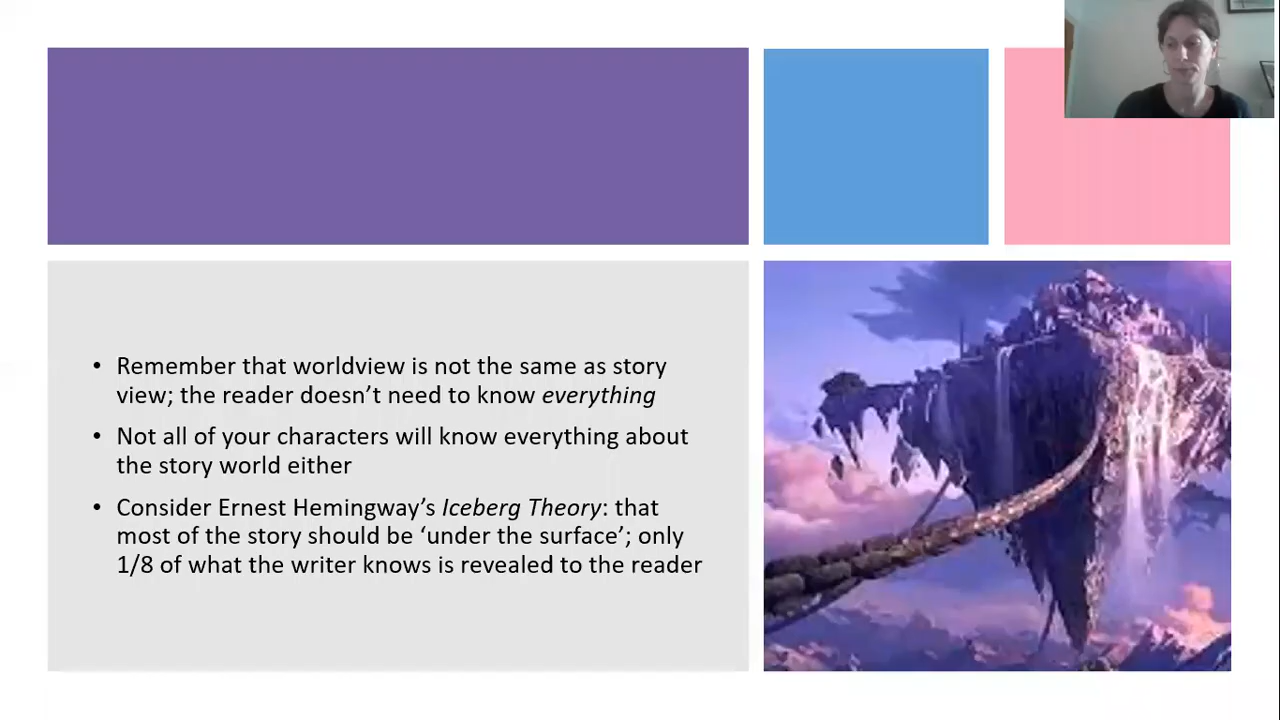 • Remember that worldview is not the same as story
view; the reader doesn’t need to know everything
• Not all of your characters will know everything about
the story world either
• Consider Ernest Hemingway’s Iceberg Theory: that
most of the story should be ‘under the surface’; only
1/8 of what the writer knows is revealed to the reader